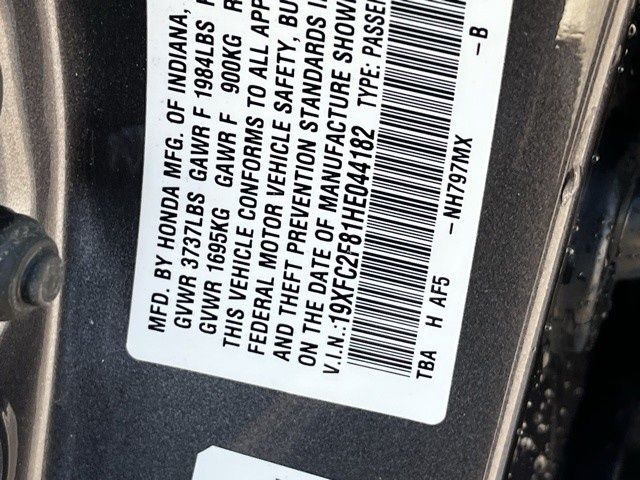 MFD. BY HONDA MFG. OF INDIANA,
GVWR 3737LBS GAWR F 1984LBS
GVWR 1695KG GAWR F 900KG R
THIS VEHICLE CONFORMS TO ALL APP
FEDERAL MOTOR VEHICLE SAFETY, BU
AND THEFT PREVENTION STANDARDS I
ON THE DATE OF MANUFACTURE SHOWN
V.I.N.:19XFC2F81HE044182 TYPE: PASSEN
TBA H AF5 - NH797MX - B